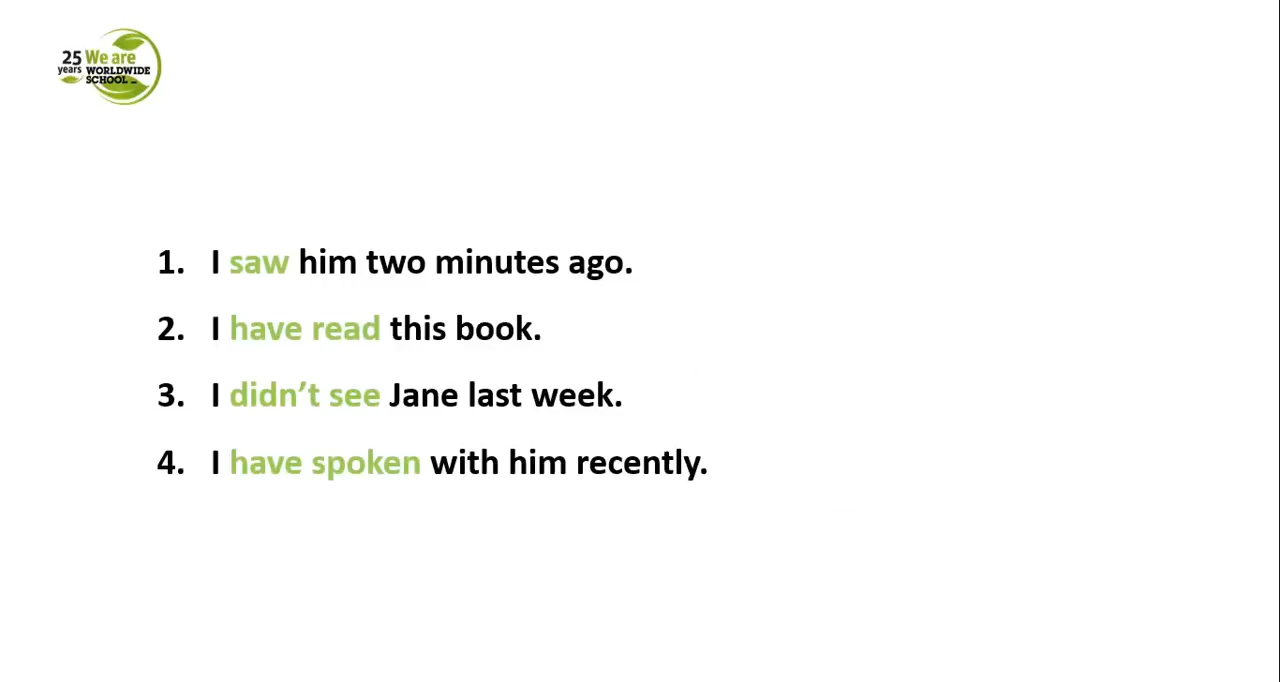 25 We are
years WORLDWIDE
SCHOOL
1. I saw him two minutes ago.
2. I have read this book.
3. I didn’t see Jane last week.
4. I have spoken with him recently.